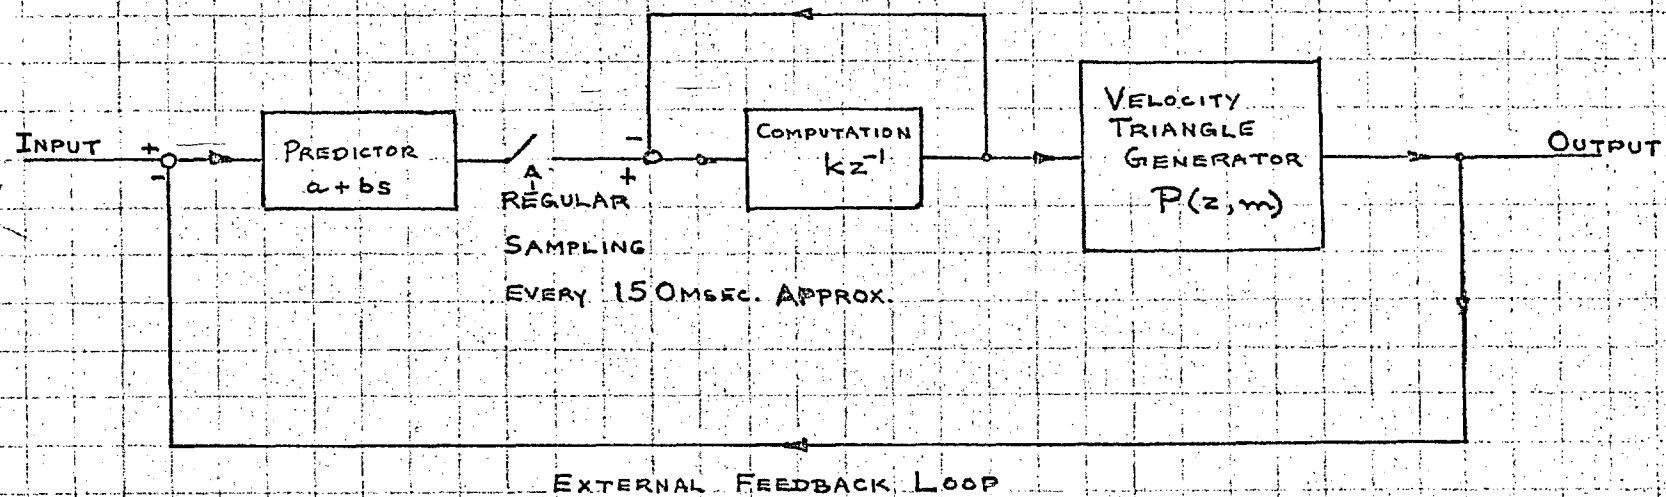 INPUT
+
-
PREDICTOR
a + bs
A
REGULAR
SAMPLING
EVERY 150MSEC. APPROX.
-
+
COMPUTATION
kz⁻¹
VELOCITY
TRIANGLE
GENERATOR
P(z,m)
OUTPUT
EXTERNAL FEEDBACK LOOP